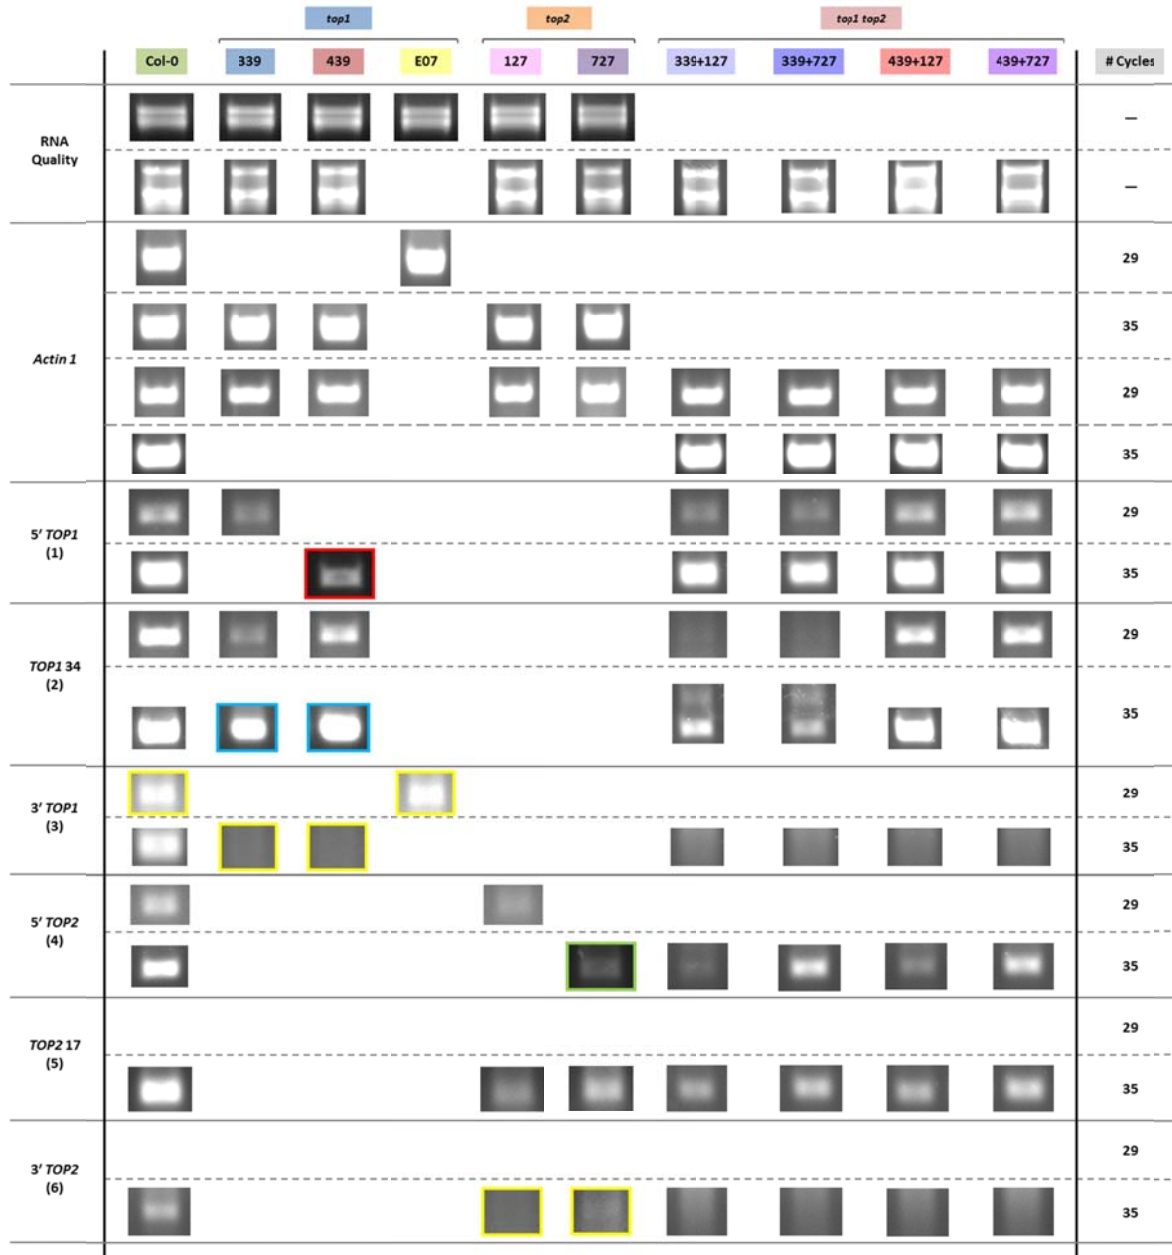 top1 top2 top1 top2
Col-0 339 439 E07 127 727 339+127 339+727 439+127 439+727 # Cycles
RNA
Quality
–
–
29
35
Actin 1
29
35
29
5′ TOP1
(1)
35
29
TOP1 34
(2)
35
29
3′ TOP1
(3)
35
29
5′ TOP2
(4)
35
29
TOP2 17
(5)
35
29
3′ TOP2
(6)
35